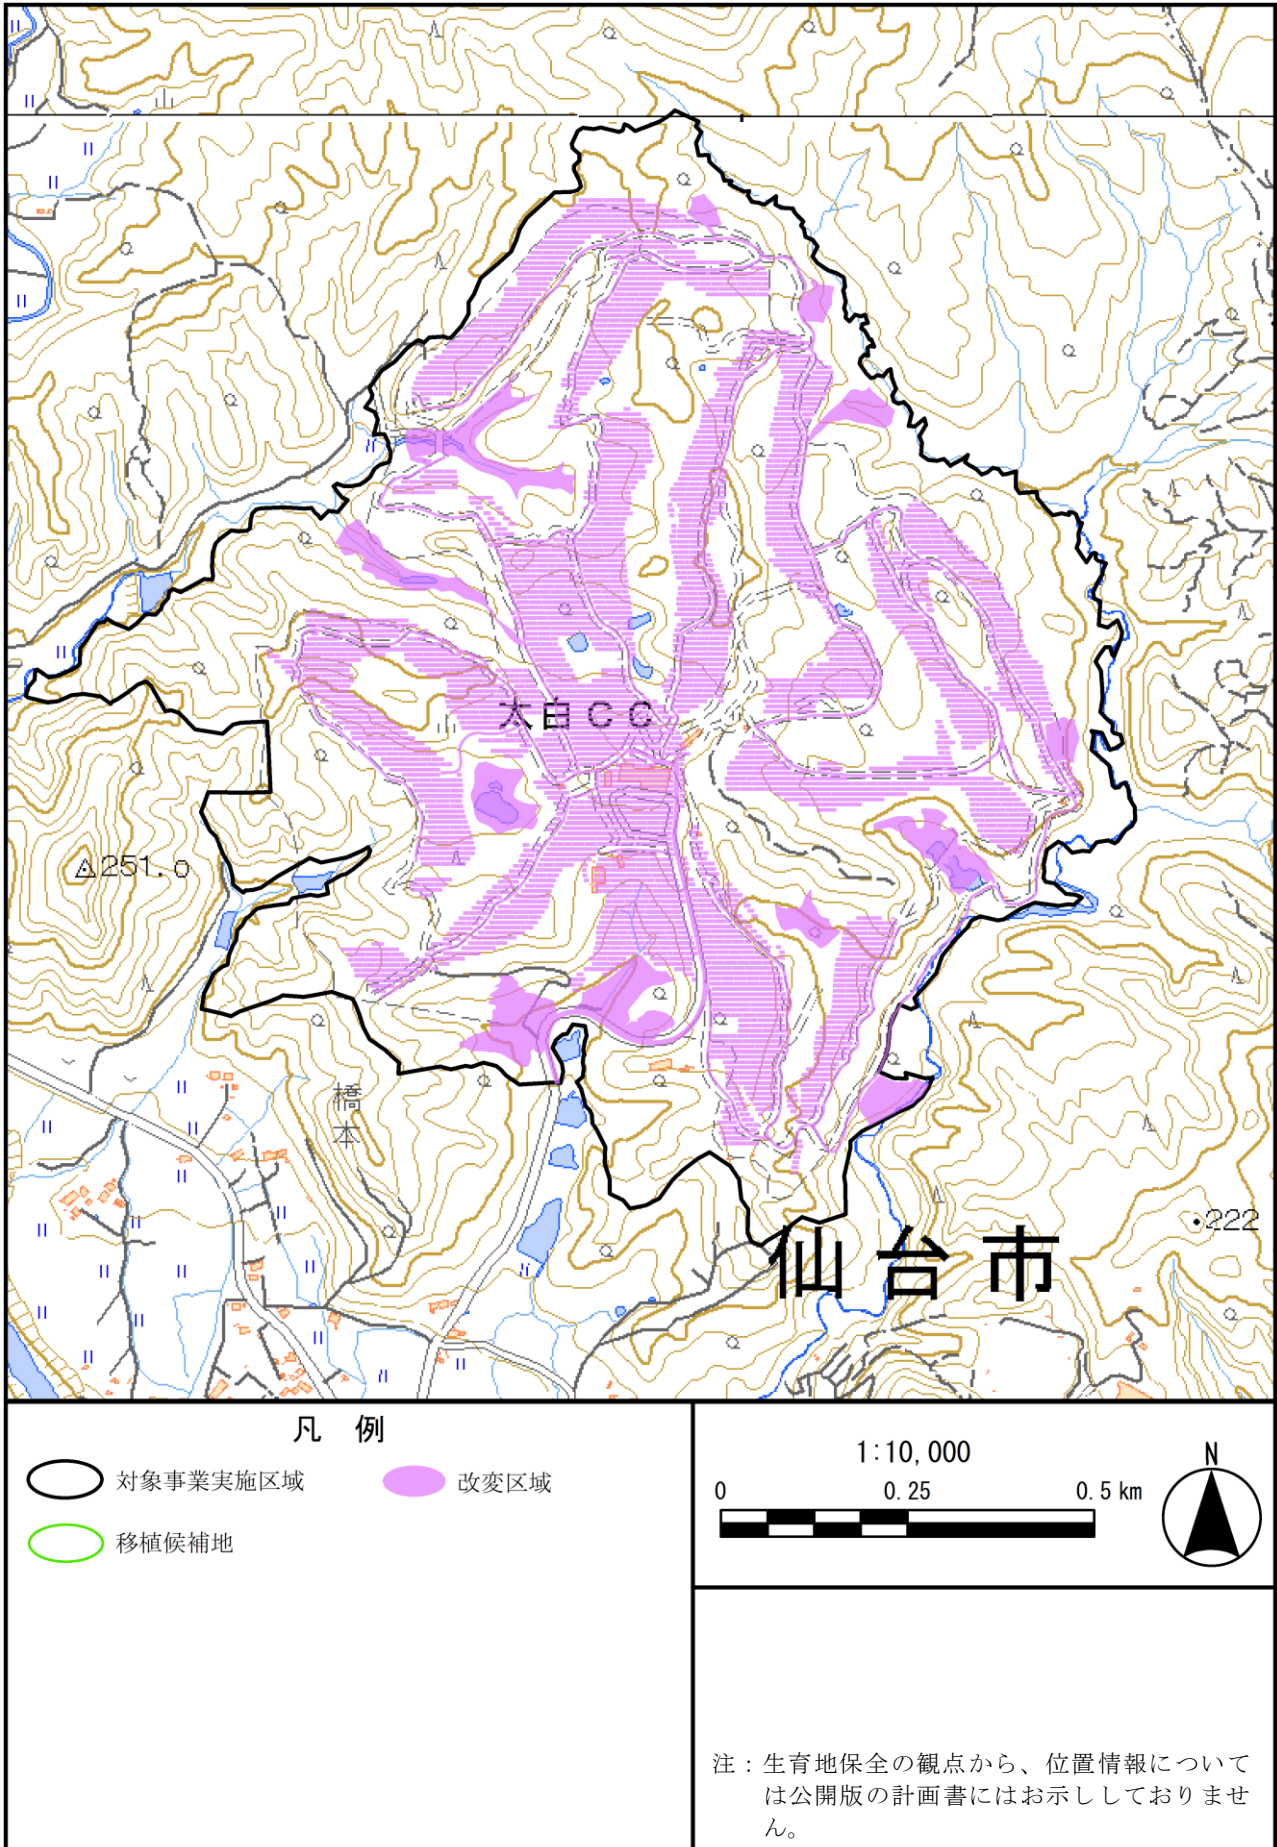 太白CC
251.0
橋本
222
仙台市
凡 例
対象事業実施区域
改変区域
移植候補地
1:10,000
0 0.25 0.5 km
N
注：生育地保全の観点から、位置情報について
は公開版の計画書にはお示ししておりませ
ん。